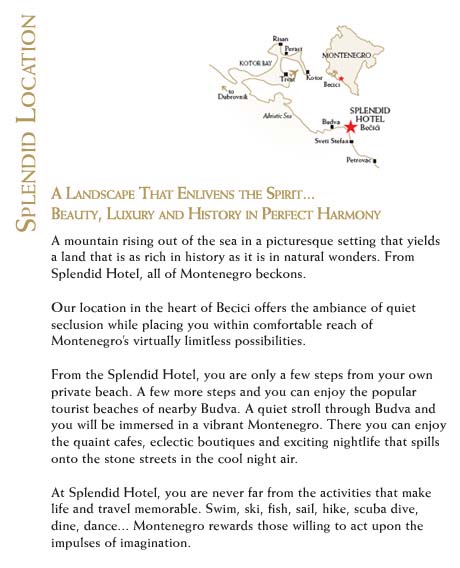 SPLENDID LOCATION
Risan
Perast
KOTOR BAY
MONTENEGRO
Tivat
Kotor
Becici
to
Dubrovnik
Adriatic Sea
SPLENDID
HOTEL
Bečići
Budva
Sveti Stefan
Petrovac
A LANDSCAPE THAT ENLIVENS THE SPIRIT...
BEAUTY, LUXURY AND HISTORY IN PERFECT HARMONY
A mountain rising out of the sea in a picturesque setting that yields
a land that is as rich in history as it is in natural wonders. From
Splendid Hotel, all of Montenegro beckons.
Our location in the heart of Becici offers the ambiance of quiet
seclusion while placing you within comfortable reach of
Montenegro's virtually limitless possibilities.
From the Splendid Hotel, you are only a few steps from your own
private beach. A few more steps and you can enjoy the popular
tourist beaches of nearby Budva. A quiet stroll through Budva and
you will be immersed in a vibrant Montenegro. There you can enjoy
the quaint cafes, eclectic boutiques and exciting nightlife that spills
onto the stone streets in the cool night air.
At Splendid Hotel, you are never far from the activities that make
life and travel memorable. Swim, ski, fish, sail, hike, scuba dive,
dine, dance... Montenegro rewards those willing to act upon the
impulses of imagination.